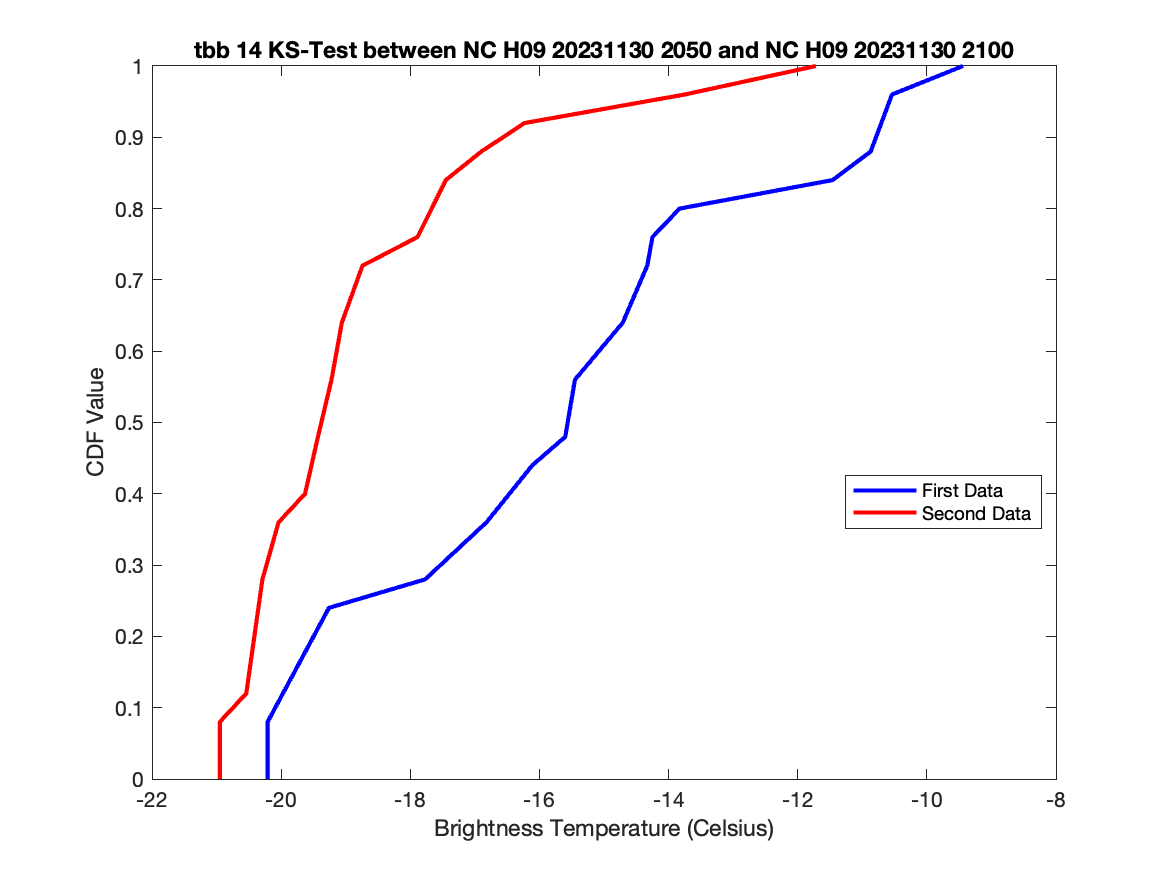 tbb 14 KS-Test between NC H09 20231130 2050 and NC H09 20231130 2100
1
0.9
0.8
0.7
0.6
0.5
0.4
0.3
0.2
0.1
0
CDF Value
First Data
Second Data
-22 -20 -18 -16 -14 -12 -10 -8
Brightness Temperature (Celsius)